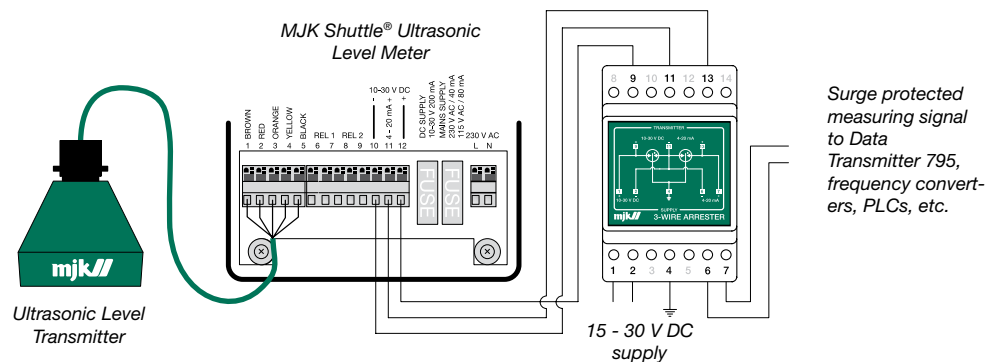 MJK Shuttle® Ultrasonic
Level Meter
BROWN
RED
ORANGE
YELLOW
BLACK
REL 1 REL 2
10-30 V DC
- +
4 - 20 mA +
DC SUPPLY
10-30 V 200 mA
MAINS SUPPLY
230 V AC / 40 mA
115 V AC / 80 mA
230 V AC
1 2 3 4 5 6 7 8 9 10 11 12
L N
FUSE
FUSE
mjk
Ultrasonic Level
Transmitter
8 9 10 11 12 13 14
TRANSMITTER
10-30 V DC 4-20 mA
10-30 V DC 4-20 mA
SUPPLY
mjk 3-WIRE ARRESTER
1 2 3 4 5 6 7
15 - 30 V DC
supply
Surge protected
measuring signal
to Data
Transmitter 795,
frequency convert-
ers, PLCs, etc.